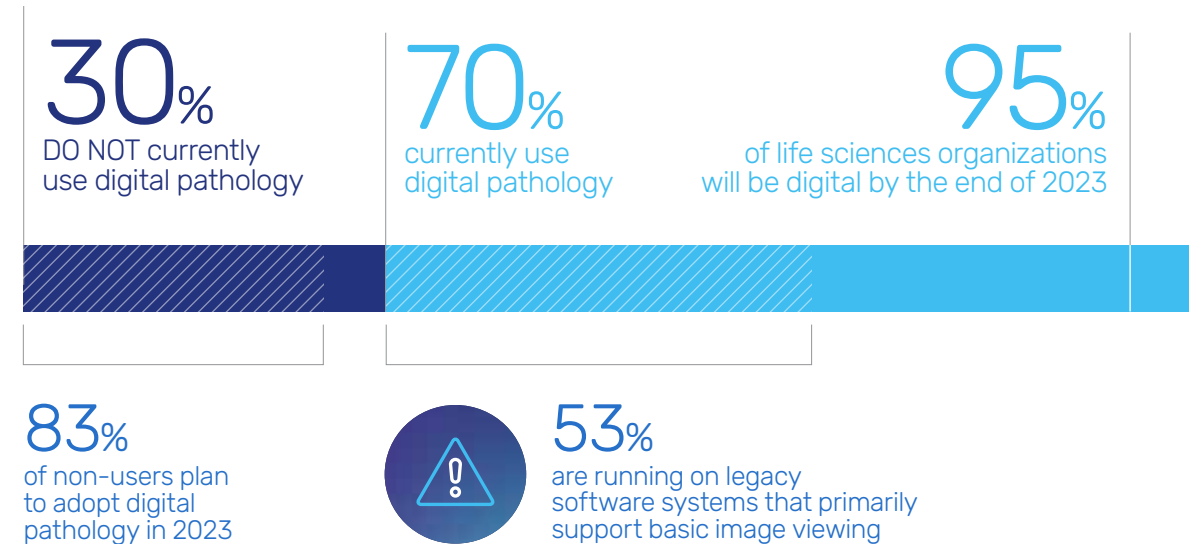 30%
DO NOT currently
use digital pathology
70%
currently use
digital pathology
95%
of life sciences organizations
will be digital by the end of 2023
83%
of non-users plan
to adopt digital
pathology in 2023
53%
are running on legacy
software systems that primarily
support basic image viewing